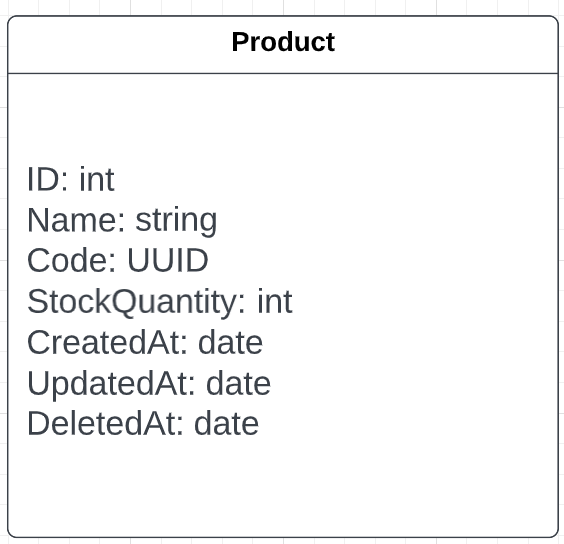 Product
ID: int
Name: string
Code: UUID
StockQuantity: int
CreatedAt: date
UpdatedAt: date
DeletedAt: date